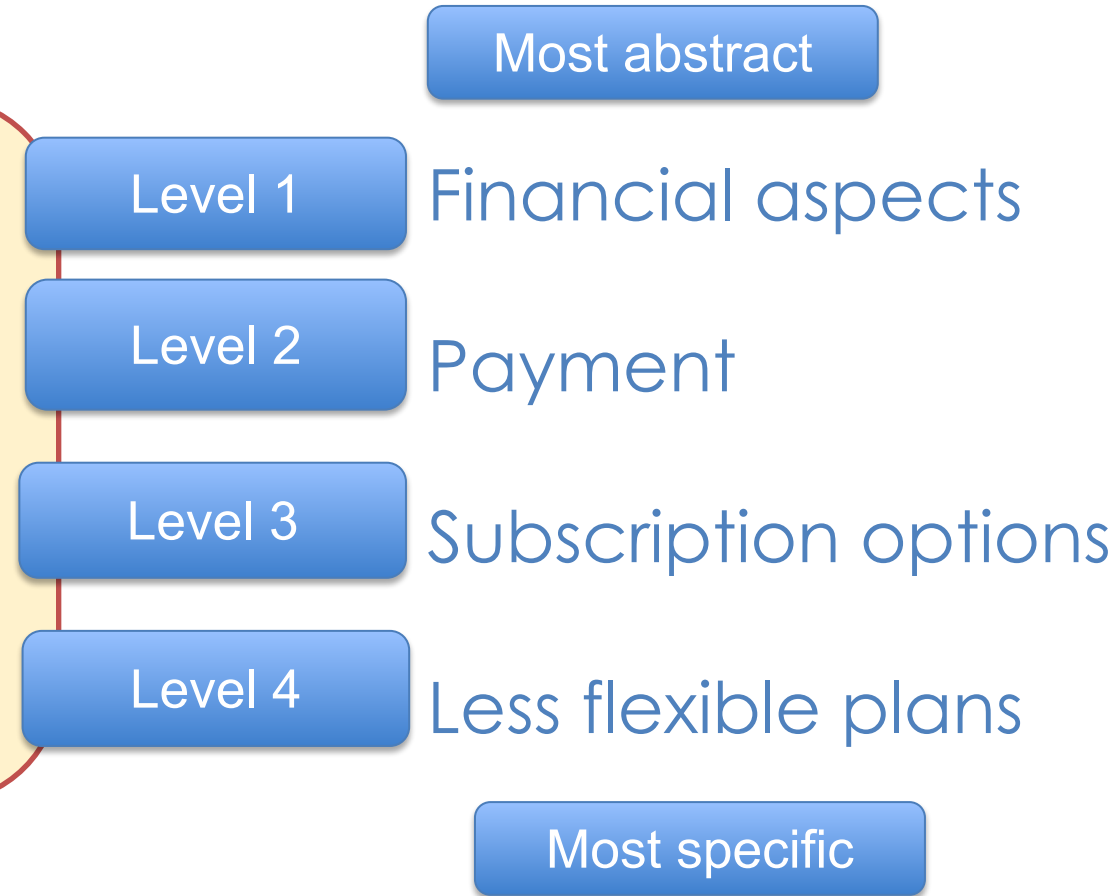 Most abstract
Level 1 Financial aspects
Level 2 Payment
Level 3 Subscription options
Level 4 Less flexible plans
Most specific